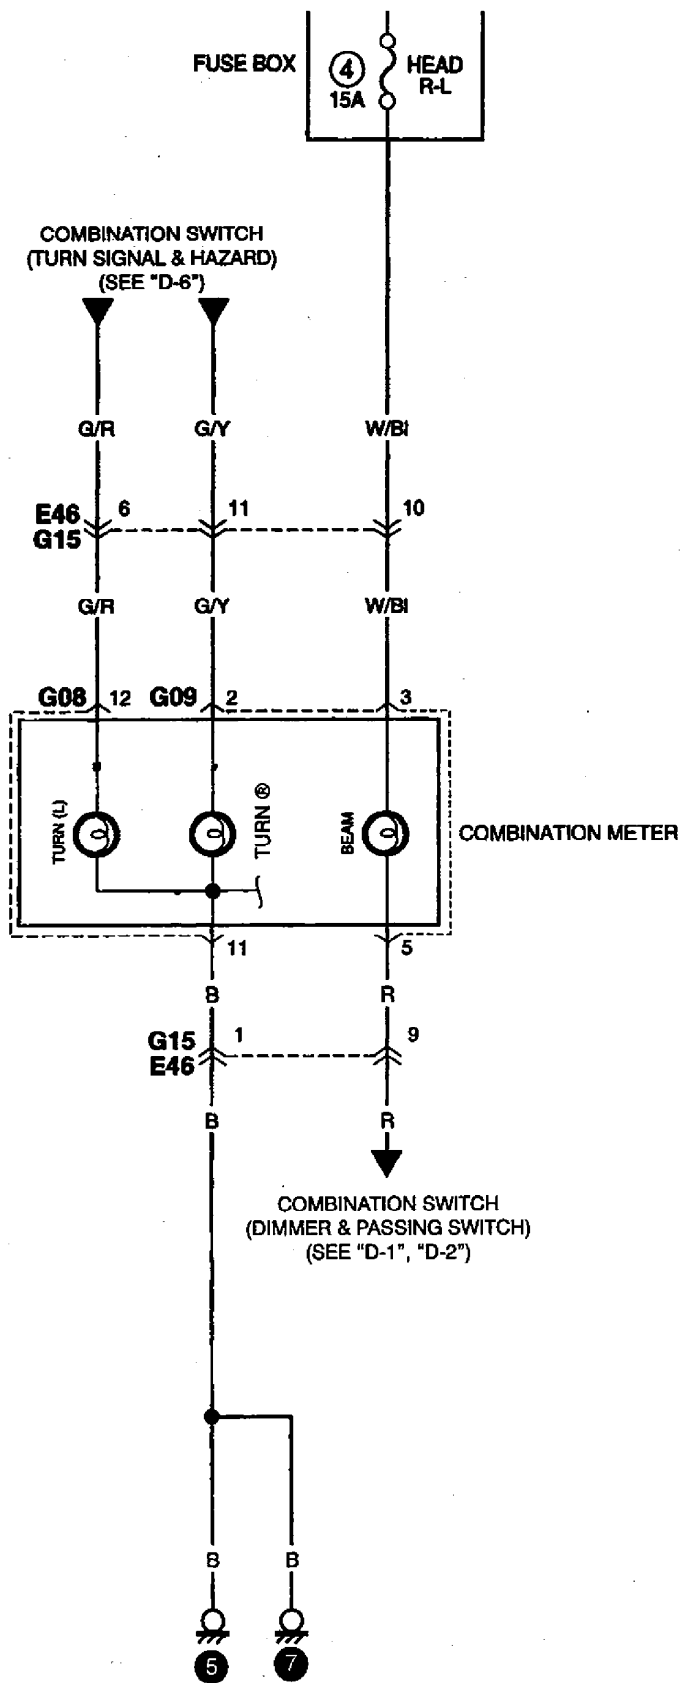 FUSE BOX
4
15A
HEAD
R-L
COMBINATION SWITCH
(TURN SIGNAL & HAZARD)
(SEE "D-6")
G/R
G/Y
W/Bl
E46
G15
6
11
10
G/R
G/Y
W/Bl
G08
12
G09
2
3
TURN (L)
TURN ®
BEAM
COMBINATION METER
11
5
B
R
G15
E46
1
9
B
R
COMBINATION SWITCH
(DIMMER & PASSING SWITCH)
(SEE "D-1", "D-2")
B
B
5
7